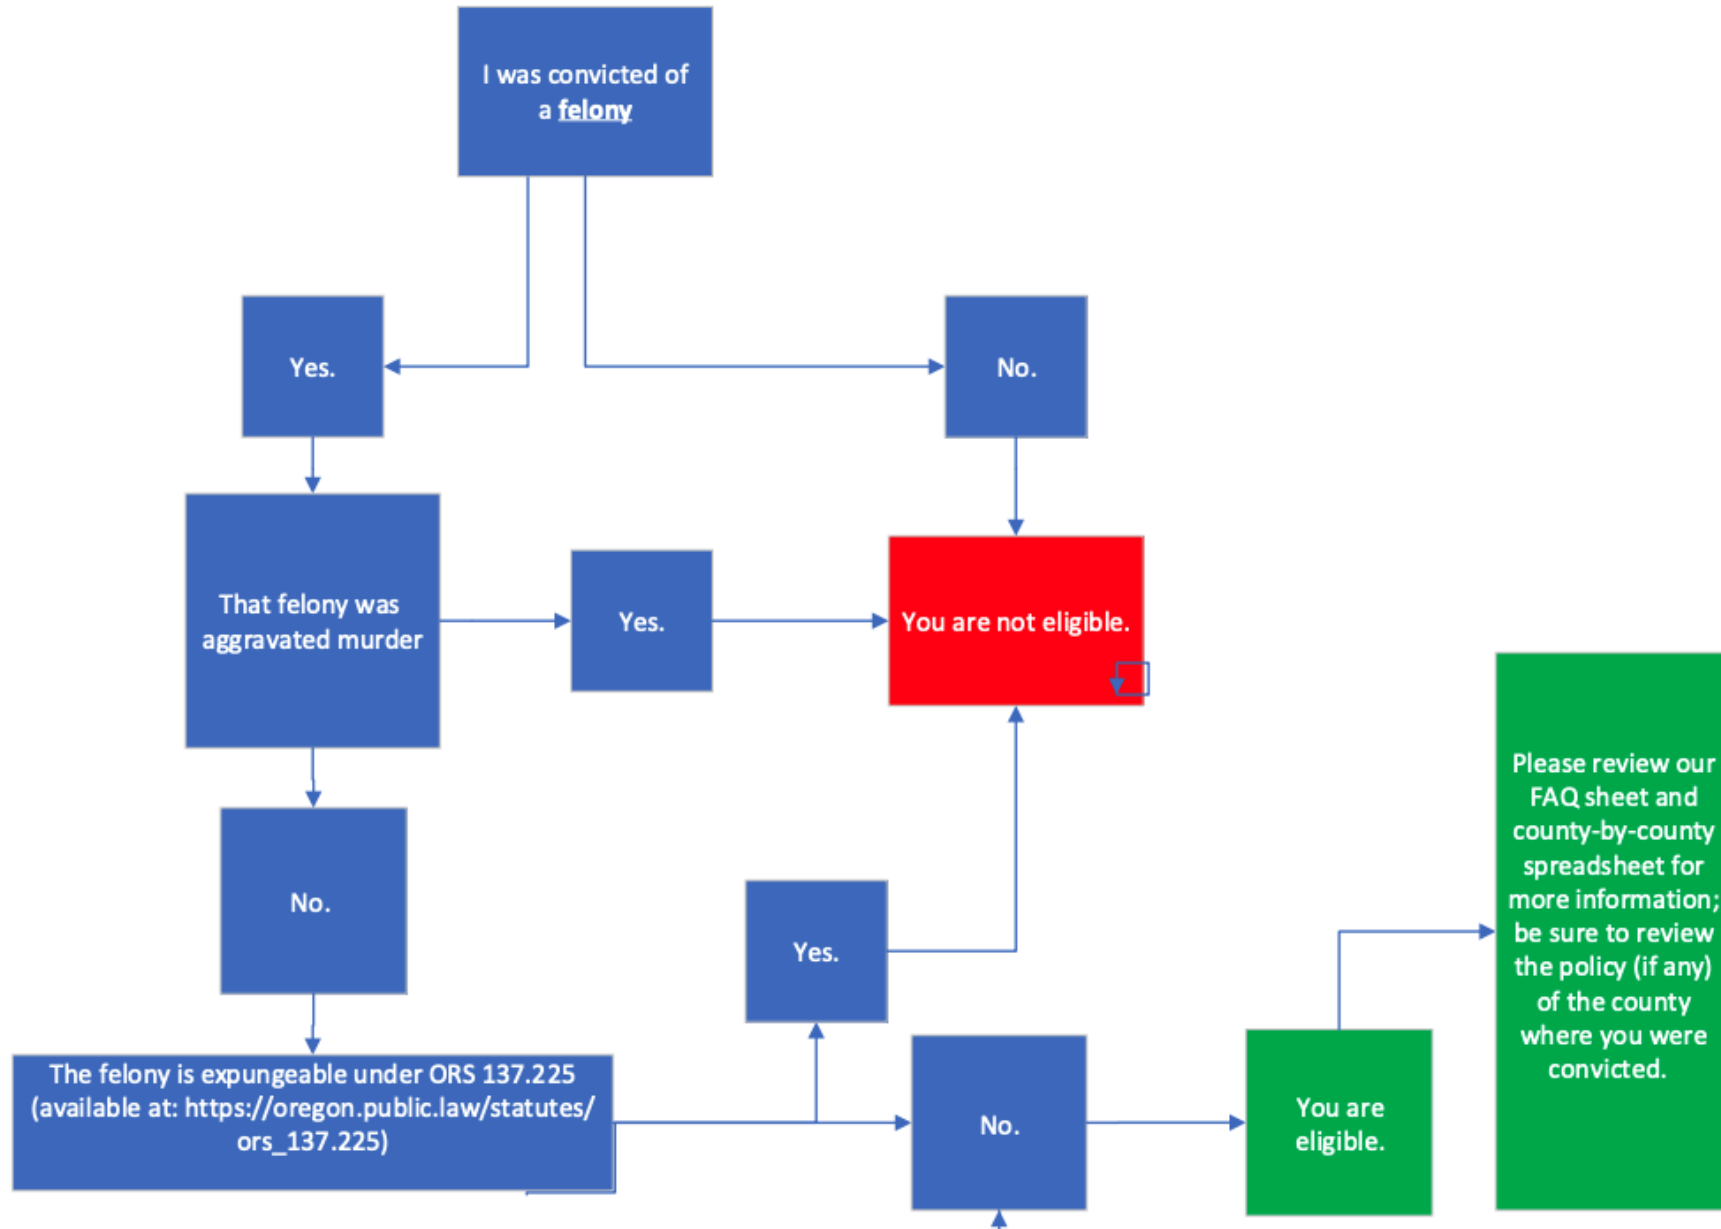 I was convicted of
a felony
Yes.
No.
That felony was
aggravated murder
Yes.
You are not eligible.
No.
Yes.
The felony is expungeable under ORS 137.225
(available at: https://oregon.public.law/statutes/
ors_137.225)
No.
You are
eligible.
Please review our
FAQ sheet and
county-by-county
spreadsheet for
more information;
be sure to review
the policy (if any)
of the county
where you were
convicted.